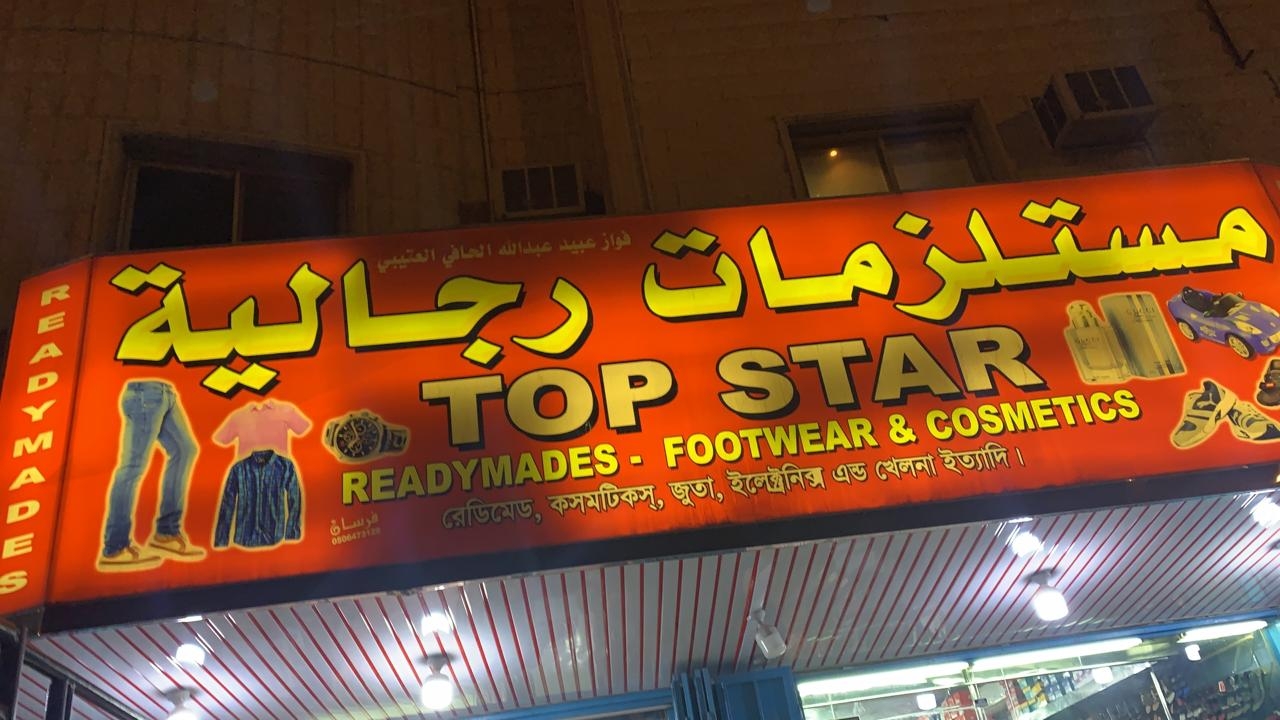 فواز عبيد عبدالله الحافي العتيبي
مستلزمات رجالية
TOP STAR
READYMADES - FOOTWEAR & COSMETICS
রেডিমেড, কসমটিকস্, জুতা, ইলেক্ট্রনিক্স এন্ড খেলনা ইত্যাদি।
READYMADES
فرسان